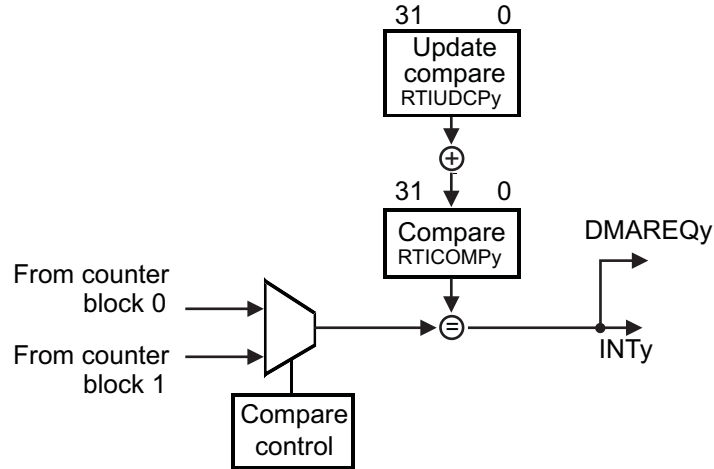 31 0
Update
compare
RTIUDCPy
+
31 0
Compare
RTICOMPy
DMAREQy
From counter
block 0
=
INTy
From counter
block 1
Compare
control